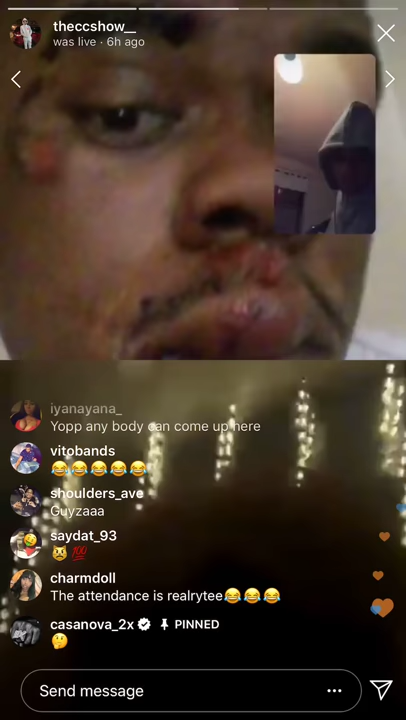 theccshow__
was live · 6h ago
iyanayana_
Yopp any body can come up here
vitobands
😂😂😂😂😂
shoulders_ave
Guyzaaa
saydat_93
😾💯
charmdoll
The attendance is realrytee😂😂😂
casanova_2x PINNED
🤔
Send message